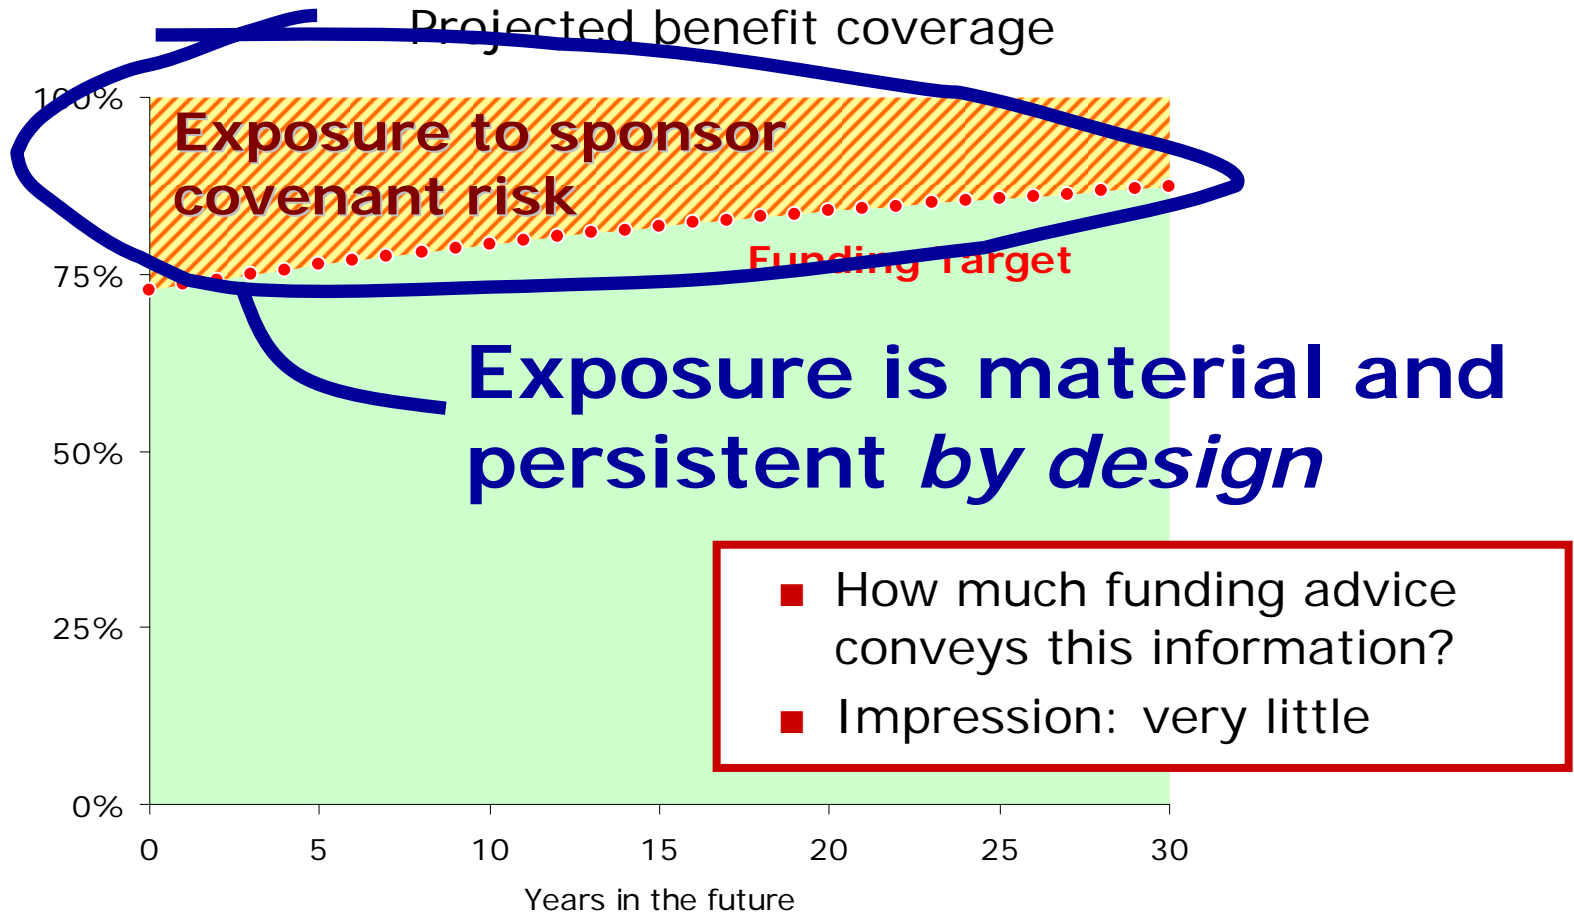 Projected benefit coverage
100%
Exposure to sponsor
covenant risk
75%
Funding Target
Exposure is material and
persistent by design
50%
■ How much funding advice
conveys this information?
25%
■ Impression: very little
0%
0 5 10 15 20 25 30
Years in the future